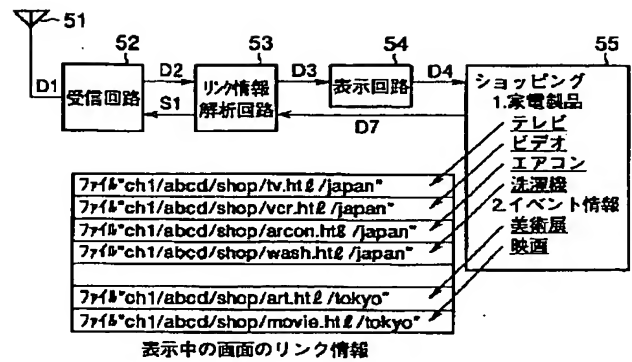 51
52
53
54
55
D1
受信回路
D2
S1
リンク情報
解析回路
D3
表示回路
D4
D7
ショッピング
1.家電製品
テレビ
ビデオ
エアコン
洗濯機
2.イベント情報
美術展
映画
ファイル"ch1/abcd/shop/tv.htℓ/japan"
ファイル"ch1/abcd/shop/vcr.htℓ/japan"
ファイル"ch1/abcd/shop/arcon.htℓ/japan"
ファイル"ch1/abcd/shop/wash.htℓ/japan"
ファイル"ch1/abcd/shop/art.htℓ/tokyo"
ファイル"ch1/abcd/shop/movie.htℓ/tokyo"
表示中の画面のリンク情報